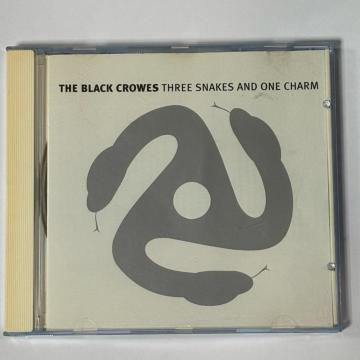 THE BLACK CROWES THREE SNAKES AND ONE CHARM